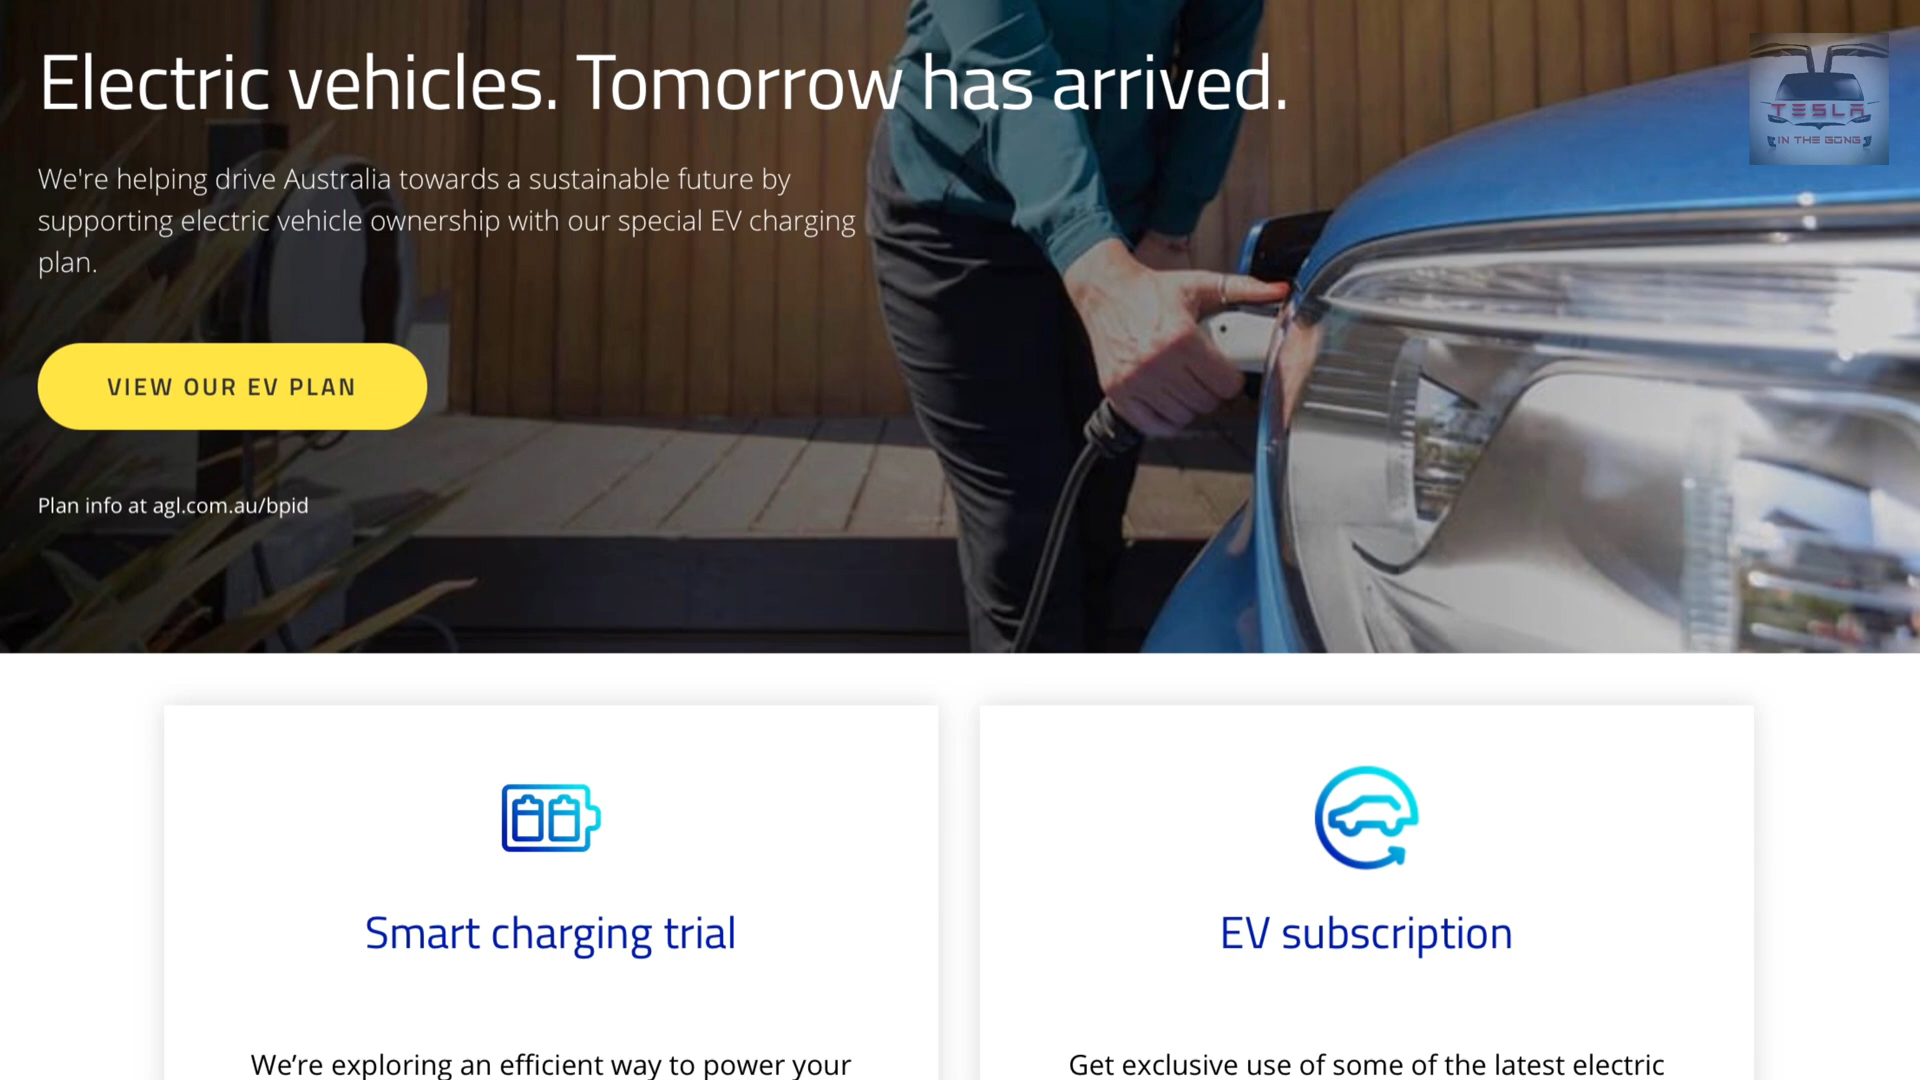 Electric vehicles. Tomorrow has arrived.
TESLA
IN THE GONG
We're helping drive Australia towards a sustainable future by
supporting electric vehicle ownership with our special EV charging
plan.
VIEW OUR EV PLAN
Plan info at agl.com.au/bpid
Smart charging trial
We’re exploring an efficient way to power your
EV subscription
Get exclusive use of some of the latest electric